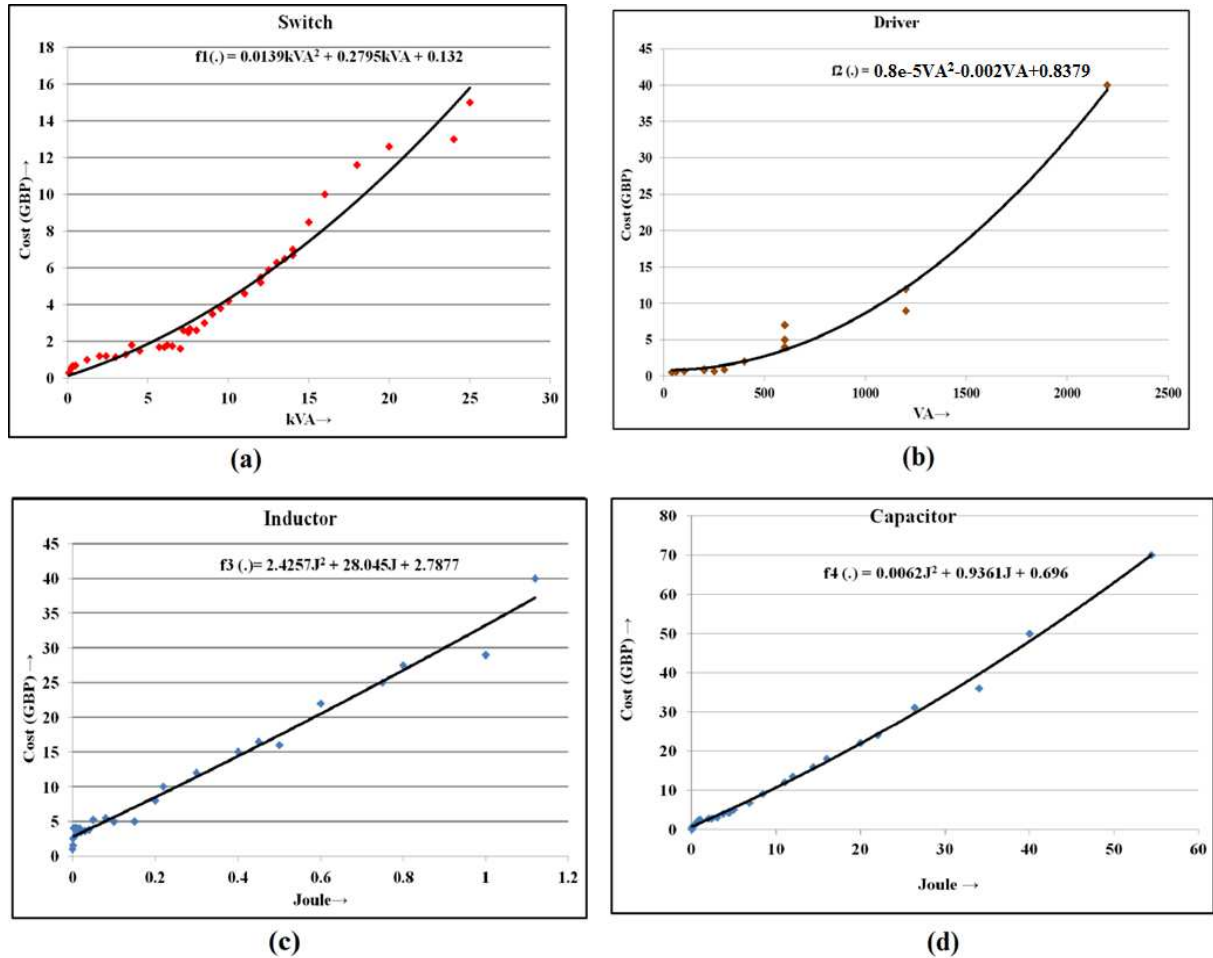 Switch
f1(.) = 0.0139kVA² + 0.2795kVA + 0.132
Cost (GBP)→
18
16
14
12
10
8
6
4
2
0
0 5 10 15 20 25 30
kVA→
(a)
Driver
f2 (.) = 0.8e-5VA²-0.002VA+0.8379
Cost (GBP)
45
40
35
30
25
20
15
10
5
0
0 500 1000 1500 2000 2500
VA→
(b)
Inductor
f3 (.)= 2.4257J² + 28.045J + 2.7877
Cost (GBP) →
45
40
35
30
25
20
15
10
5
0
0 0.2 0.4 0.6 0.8 1 1.2
Joule→
(c)
Capacitor
f4 (.) = 0.0062J² + 0.9361J + 0.696
Cost (GBP) →
80
70
60
50
40
30
20
10
0
0 10 20 30 40 50 60
Joule →
(d)